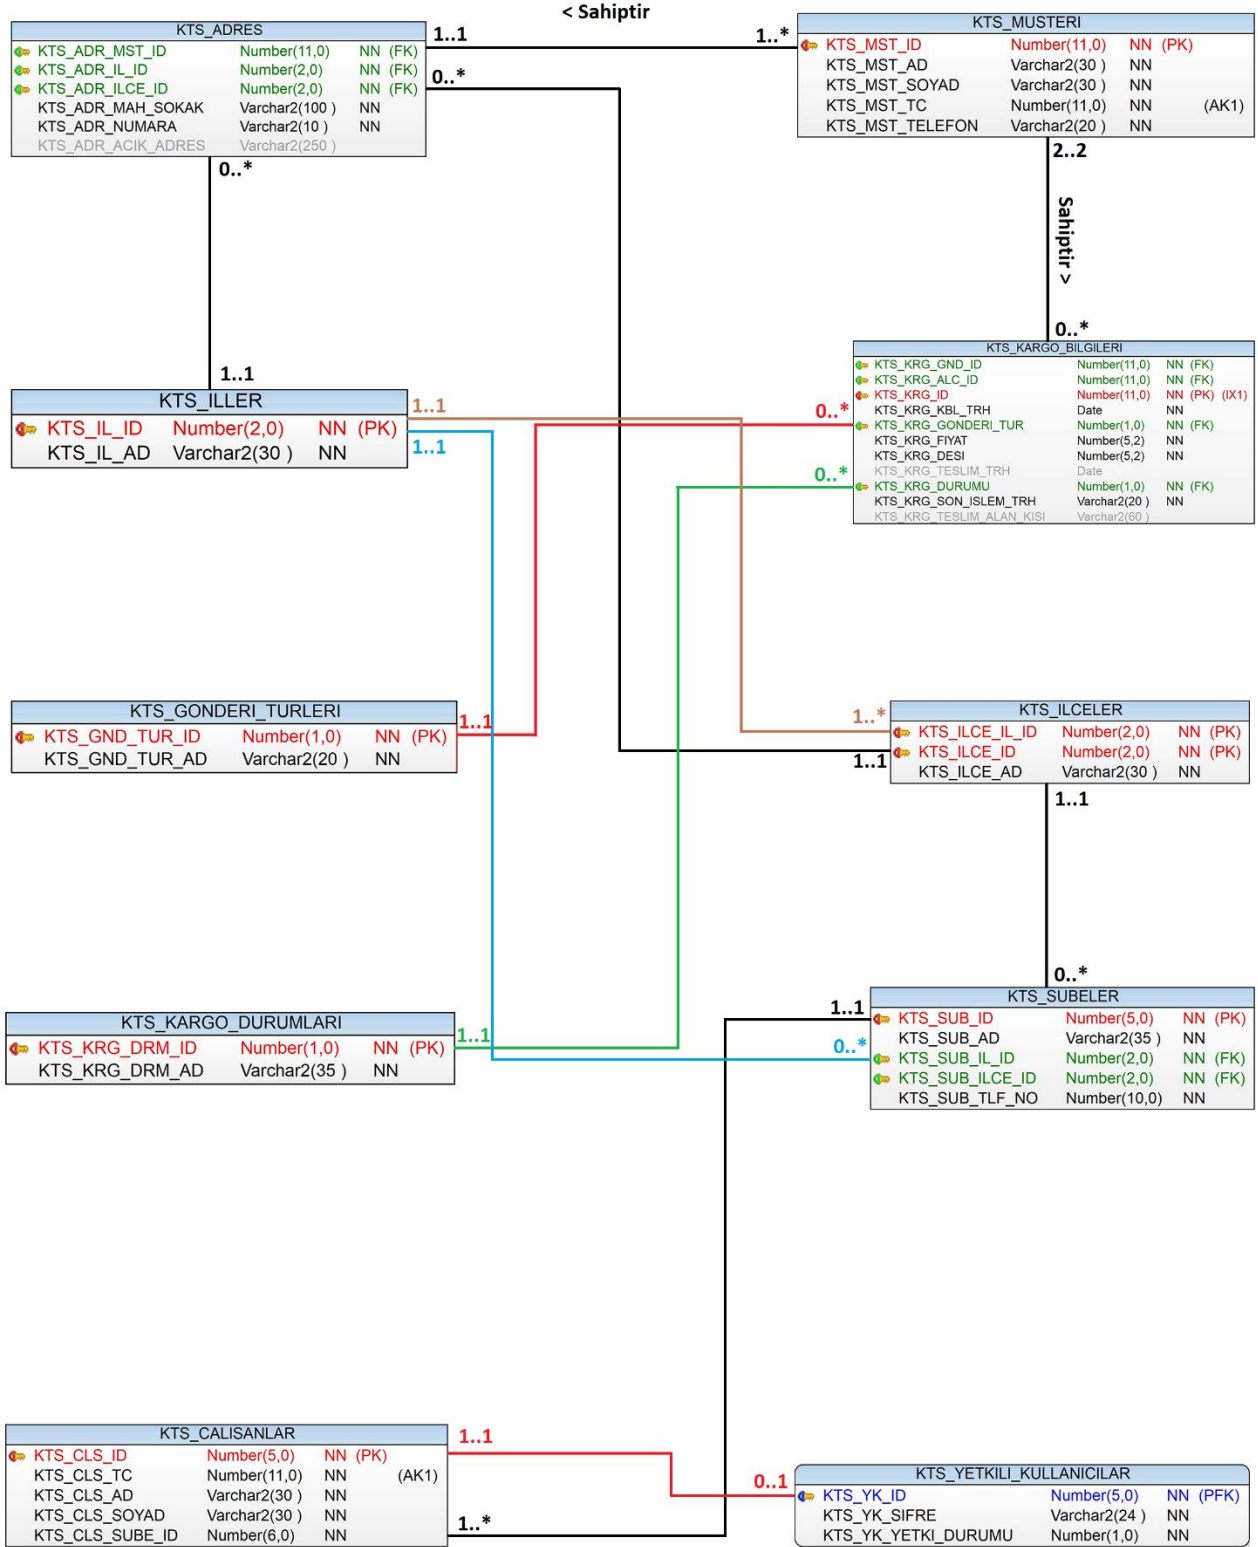 < Sahiptir
KTS_ADRES
KTS_ADR_MST_ID Number(11,0) NN (FK)
KTS_ADR_IL_ID Number(2,0) NN (FK)
KTS_ADR_ILCE_ID Number(2,0) NN (FK)
KTS_ADR_MAH_SOKAK Varchar2(100 ) NN
KTS_ADR_NUMARA Varchar2(10 ) NN
KTS_ADR_ACIK_ADRES Varchar2(250 )
1..1
1..*
0..*
0..*
KTS_MUSTERI
KTS_MST_ID Number(11,0) NN (PK)
KTS_MST_AD Varchar2(30 ) NN
KTS_MST_SOYAD Varchar2(30 ) NN
KTS_MST_TC Number(11,0) NN (AK1)
KTS_MST_TELEFON Varchar2(20 ) NN
2..2
Sahiptir >
0..*
KTS_KARGO_BILGILERI
KTS_KRG_GND_ID Number(11,0) NN (FK)
KTS_KRG_ALC_ID Number(11,0) NN (FK)
KTS_KRG_ID Number(11,0) NN (PK) (IX1)
KTS_KRG_KBL_TRH Date NN
KTS_KRG_GONDERI_TUR Number(1,0) NN (FK)
KTS_KRG_FIYAT Number(5,2) NN
KTS_KRG_DESI Number(5,2) NN
KTS_KRG_TESLIM_TRH Date
KTS_KRG_DURUMU Number(1,0) NN (FK)
KTS_KRG_SON_ISLEM_TRH Varchar2(20 ) NN
KTS_KRG_TESLIM_ALAN_KISI Varchar2(60 )
0..*
0..*
1..1
KTS_ILLER
KTS_IL_ID Number(2,0) NN (PK)
KTS_IL_AD Varchar2(30 ) NN
1..1
1..1
KTS_GONDERI_TURLERI
KTS_GND_TUR_ID Number(1,0) NN (PK)
KTS_GND_TUR_AD Varchar2(20 ) NN
1..1
1..*
1..1
KTS_ILCELER
KTS_ILCE_IL_ID Number(2,0) NN (PK)
KTS_ILCE_ID Number(2,0) NN (PK)
KTS_ILCE_AD Varchar2(30 ) NN
1..1
0..*
KTS_KARGO_DURUMLARI
KTS_KRG_DRM_ID Number(1,0) NN (PK)
KTS_KRG_DRM_AD Varchar2(35 ) NN
1..1
1..1
0..*
KTS_SUBELER
KTS_SUB_ID Number(5,0) NN (PK)
KTS_SUB_AD Varchar2(35 ) NN
KTS_SUB_IL_ID Number(2,0) NN (FK)
KTS_SUB_ILCE_ID Number(2,0) NN (FK)
KTS_SUB_TLF_NO Number(10,0) NN
KTS_CALISANLAR
KTS_CLS_ID Number(5,0) NN (PK)
KTS_CLS_TC Number(11,0) NN (AK1)
KTS_CLS_AD Varchar2(30 ) NN
KTS_CLS_SOYAD Varchar2(30 ) NN
KTS_CLS_SUBE_ID Number(6,0) NN
1..1
1..*
0..1
KTS_YETKILI_KULLANICILAR
KTS_YK_ID Number(5,0) NN (PFK)
KTS_YK_SIFRE Varchar2(24 ) NN
KTS_YK_YETKI_DURUMU Number(1,0) NN